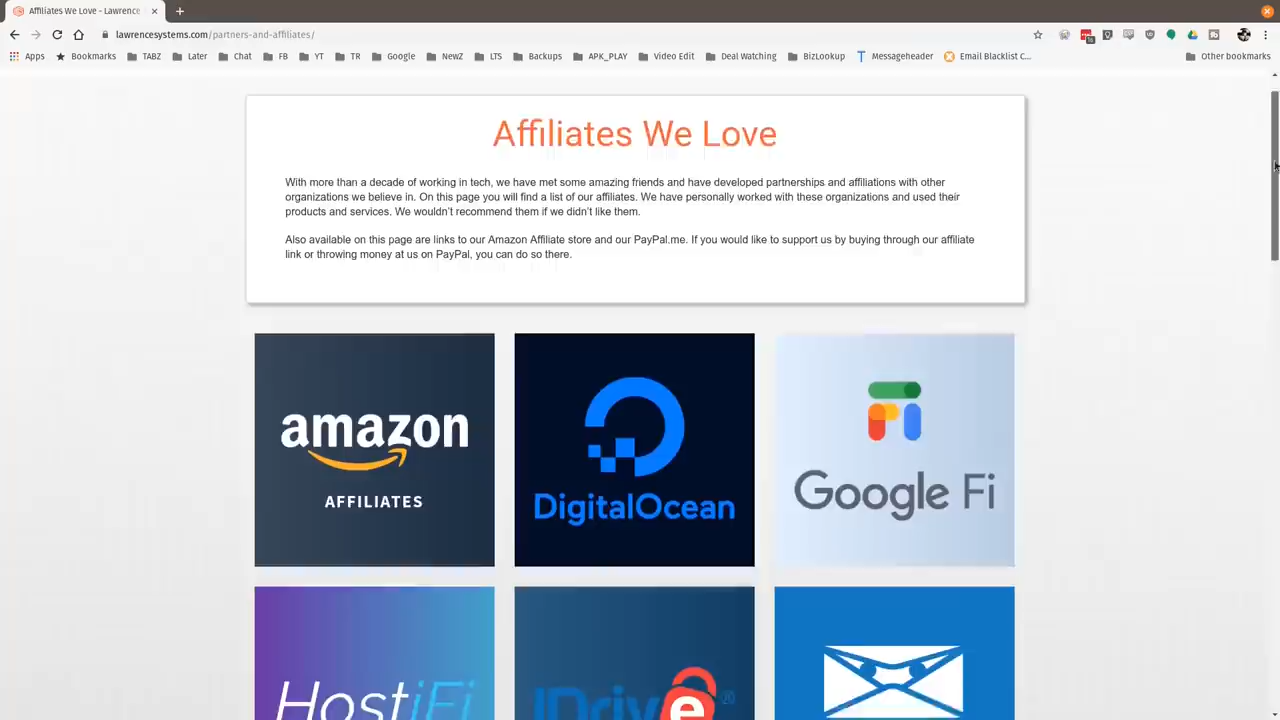 Affiliates We Love - Lawrence
lawrencesystems.com/partners-and-affiliates/
Apps Bookmarks TABZ Later Chat FB YT TR Google NewZ LTS Backups APK_PLAY Video Edit Deal Watching BizLookup Messageheader Email Blacklist C... Other bookmarks
Affiliates We Love
With more than a decade of working in tech, we have met some amazing friends and have developed partnerships and affiliations with other
organizations we believe in. On this page you will find a list of our affiliates. We have personally worked with these organizations and used their
products and services. We wouldn't recommend them if we didn't like them.
Also available on this page are links to our Amazon Affiliate store and our PayPal.me. If you would like to support us by buying through our affiliate
link or throwing money at us on PayPal, you can do so there.
amazon
AFFILIATES
DigitalOcean
Google Fi
HostiFi
IDrive®